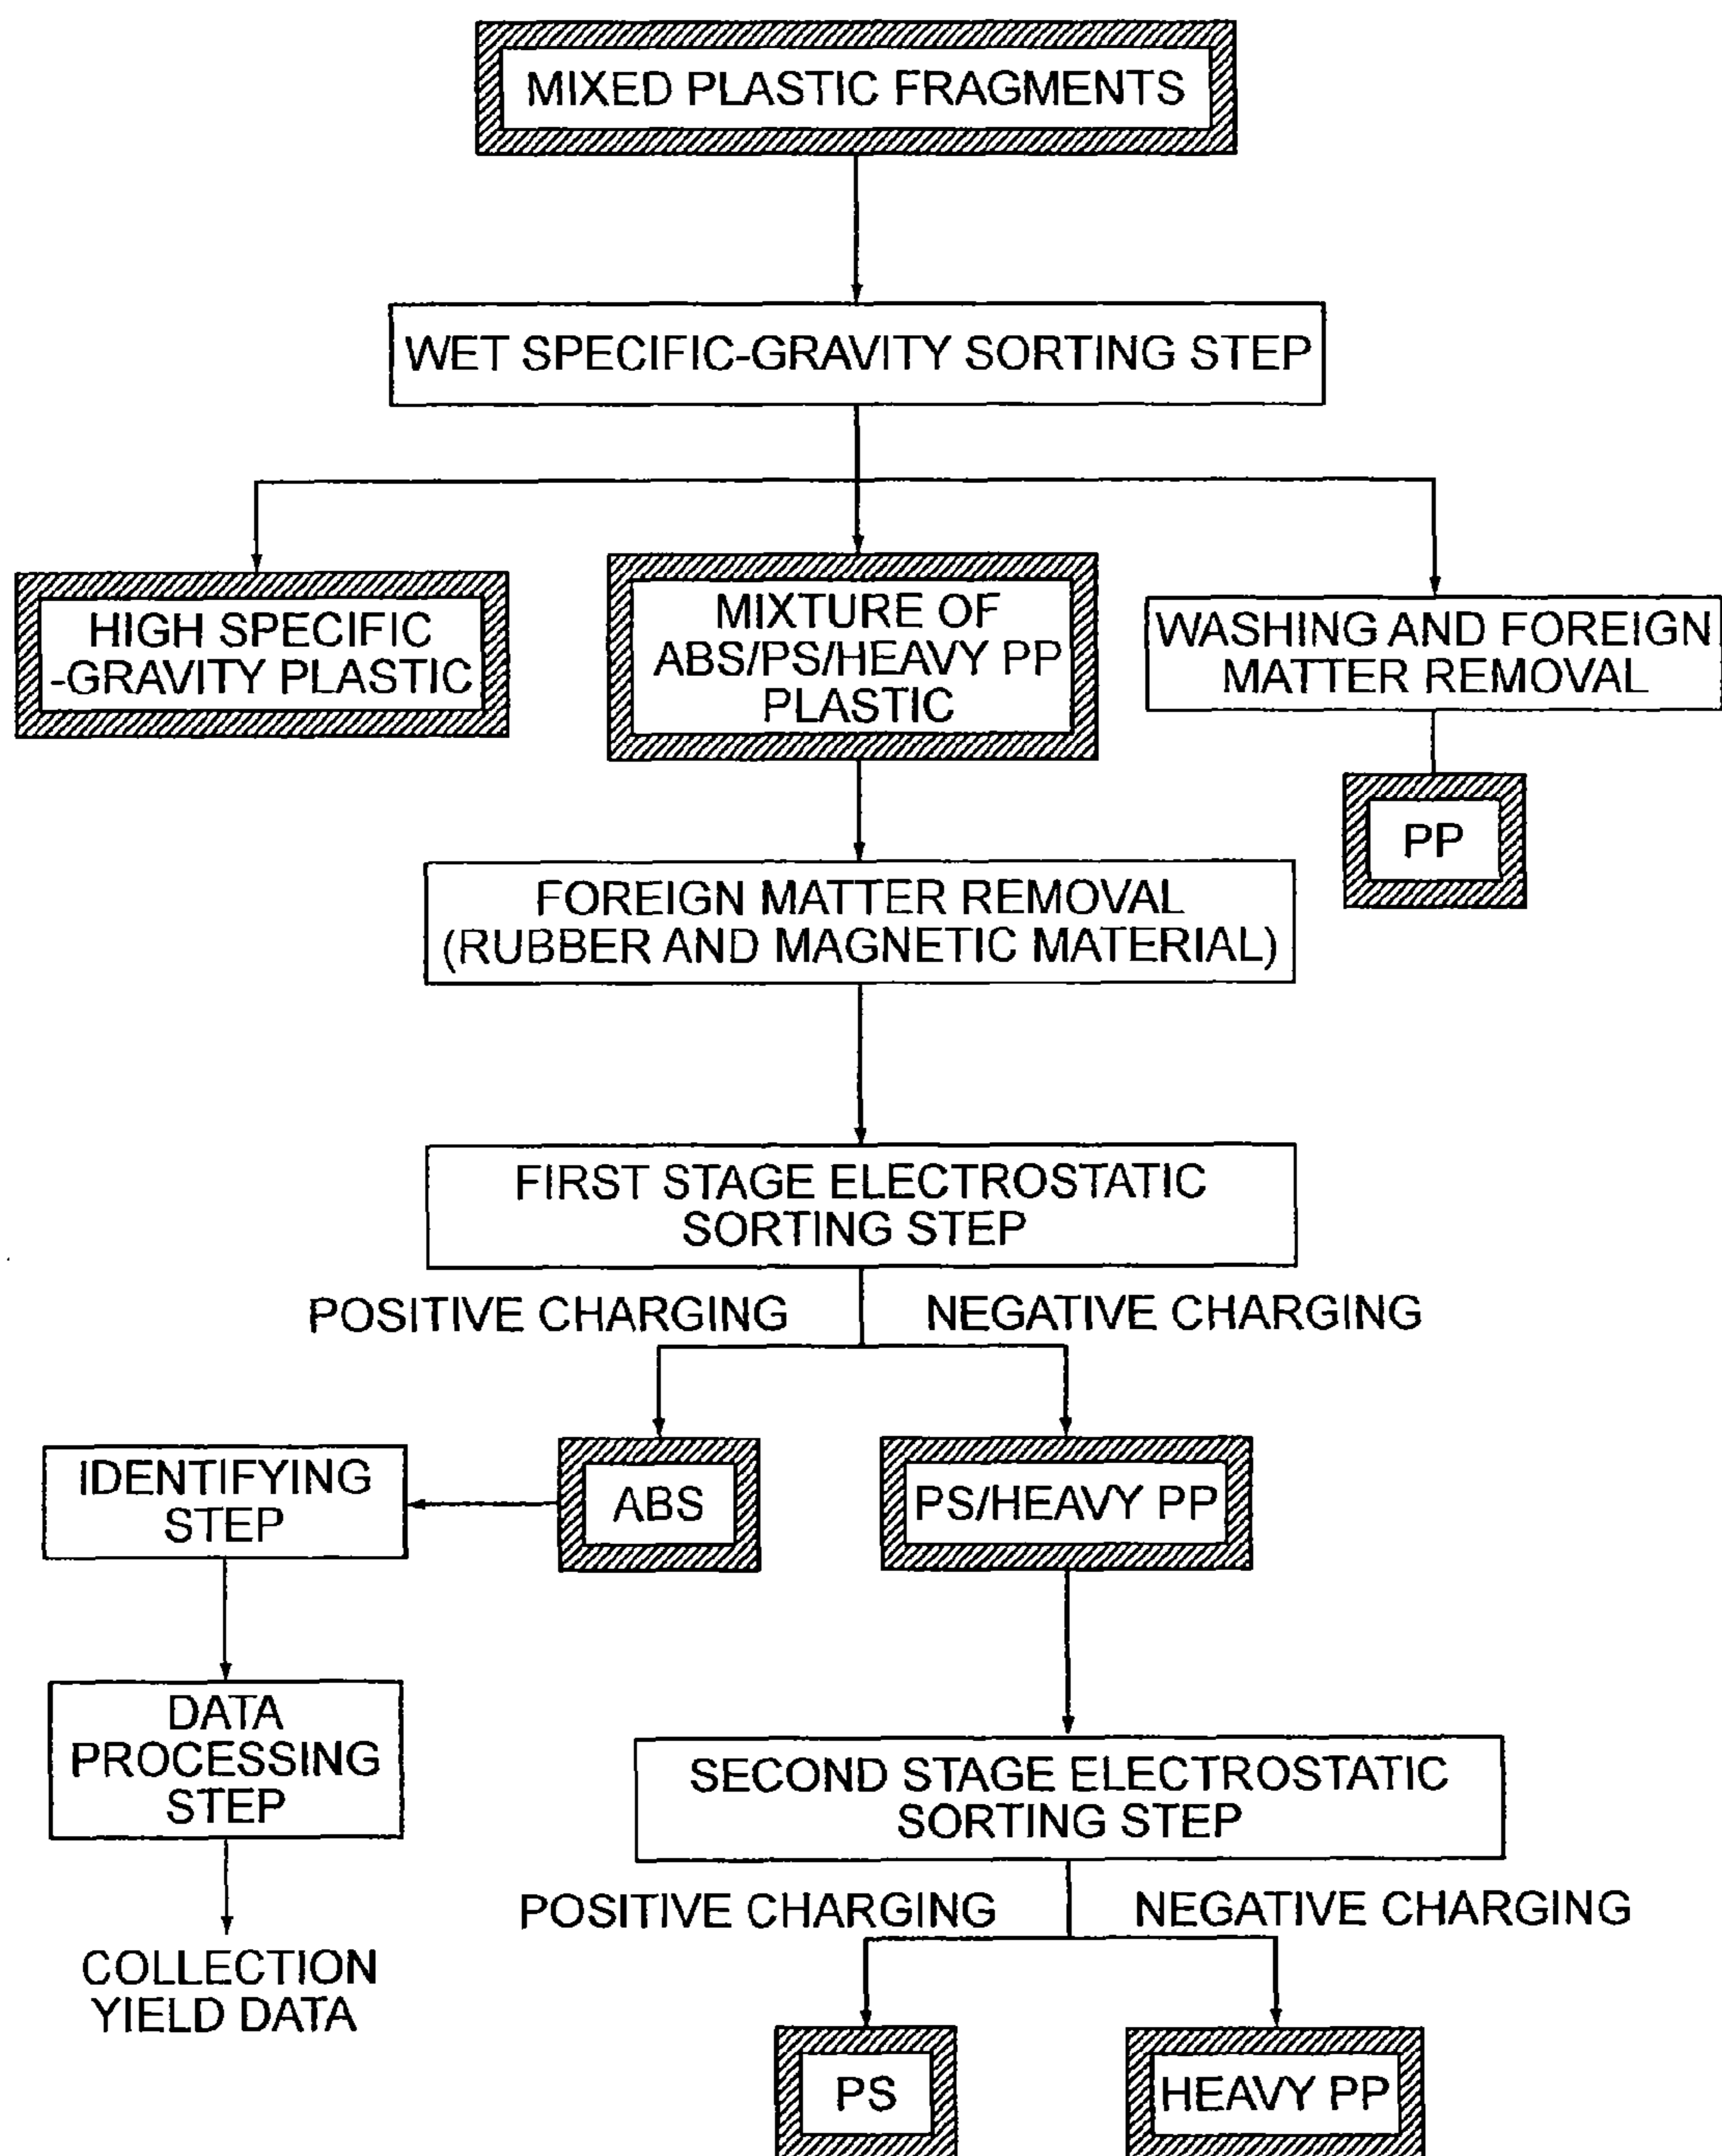 MIXED PLASTIC FRAGMENTS
WET SPECIFIC-GRAVITY SORTING STEP
HIGH SPECIFIC
-GRAVITY PLASTIC
MIXTURE OF
ABS/PS/HEAVY PP
PLASTIC
WASHING AND FOREIGN
MATTER REMOVAL
PP
FOREIGN MATTER REMOVAL
(RUBBER AND MAGNETIC MATERIAL)
FIRST STAGE ELECTROSTATIC
SORTING STEP
POSITIVE CHARGING
NEGATIVE CHARGING
IDENTIFYING
STEP
ABS
PS/HEAVY PP
DATA
PROCESSING
STEP
SECOND STAGE ELECTROSTATIC
SORTING STEP
POSITIVE CHARGING
NEGATIVE CHARGING
COLLECTION
YIELD DATA
PS
HEAVY PP